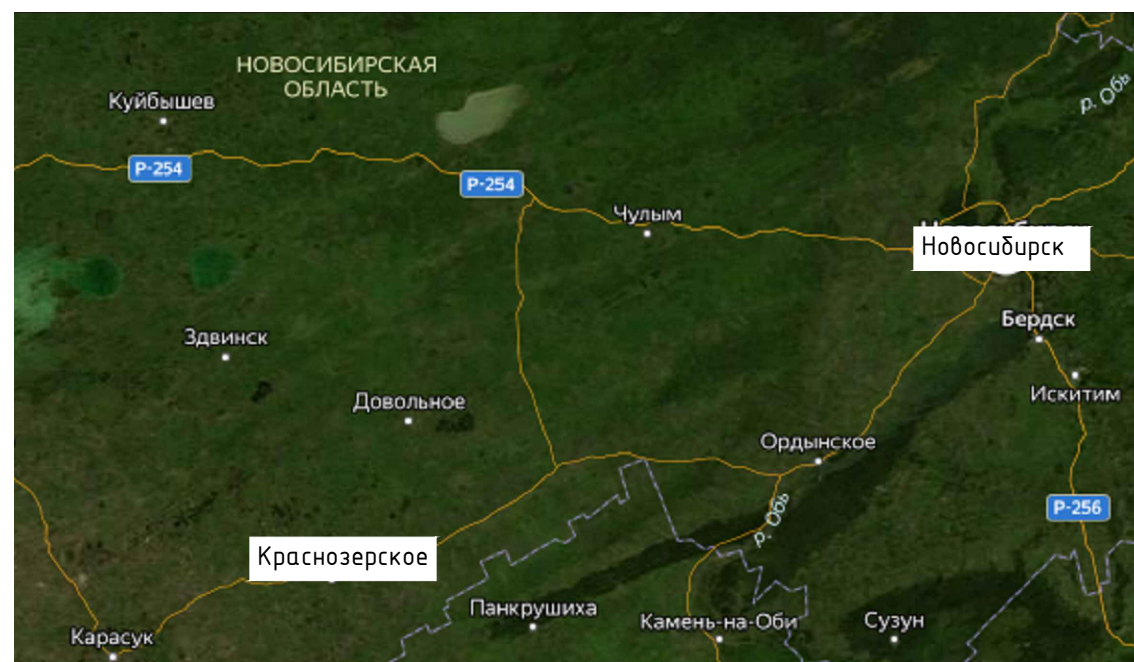 НОВОСИБИРСКАЯ
ОБЛАСТЬ
Куйбышев
р. Обь
Р-254
Р-254
Чулым
Новосибирск
Бердск
Здвинск
Искитим
Довольное
Ордынское
Р-256
р. Обь
Краснозерское
Панкрушиха
Камень-на-Оби
Сузун
Карасук